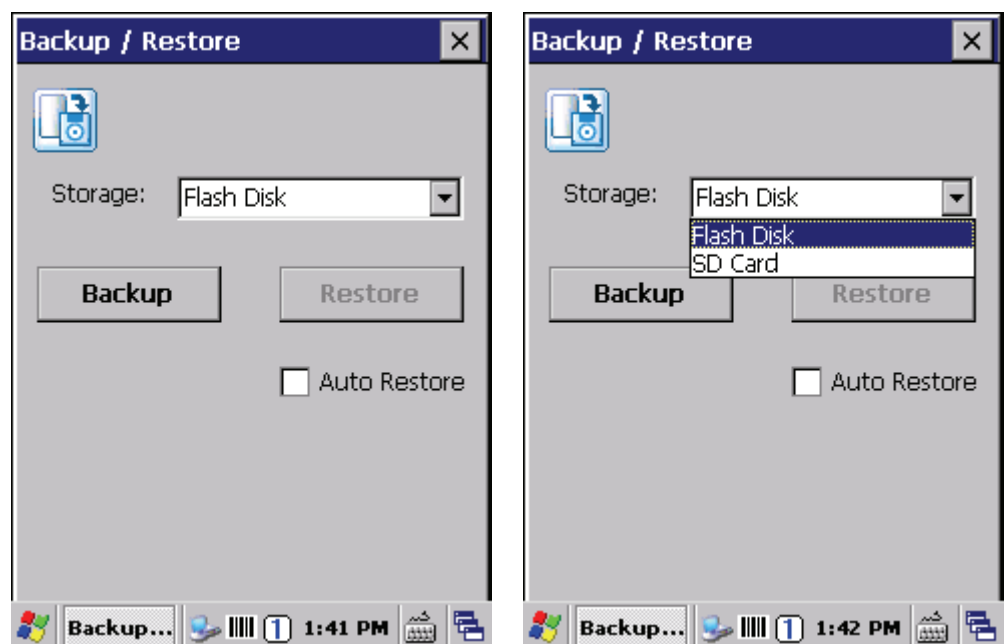 Backup / Restore
Storage: Flash Disk
Backup Restore
Auto Restore
Backup... 1 1:41 PM
Backup / Restore
Storage: Flash Disk
Flash Disk
SD Card
Backup Restore
Auto Restore
Backup... 1 1:42 PM